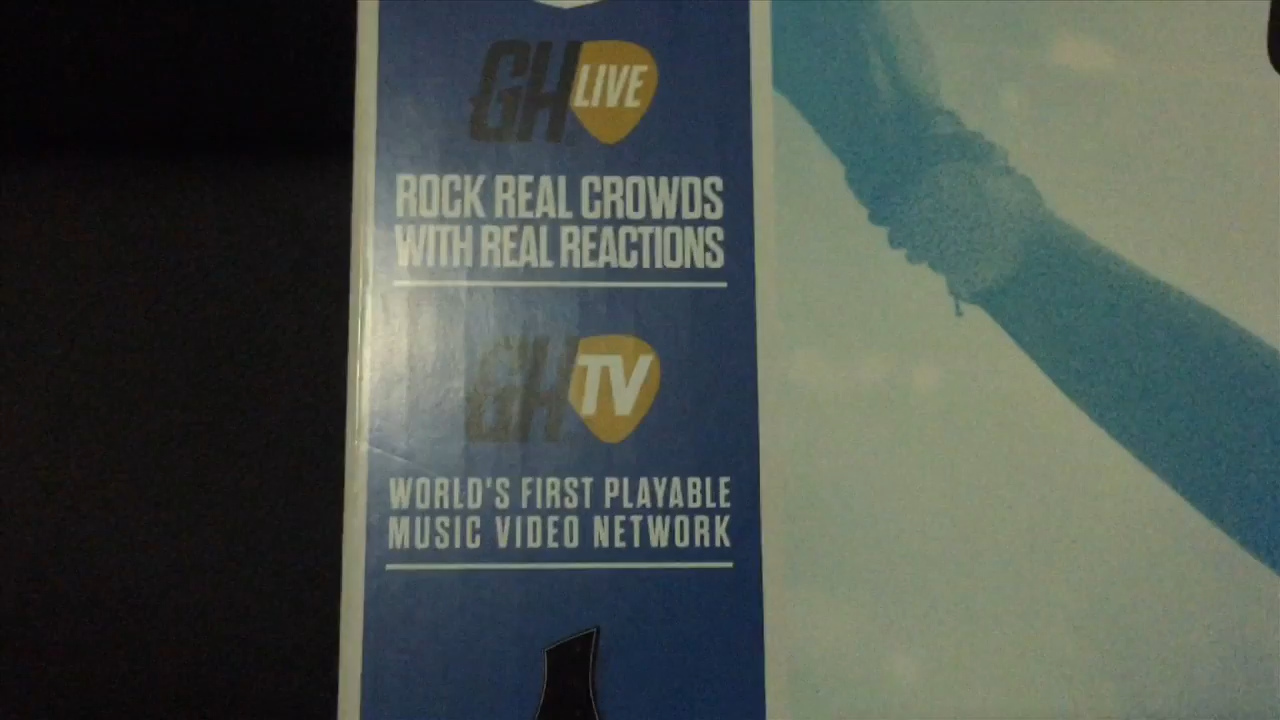 GH LIVE
ROCK REAL CROWDS
WITH REAL REACTIONS
GH TV
WORLD'S FIRST PLAYABLE
MUSIC VIDEO NETWORK